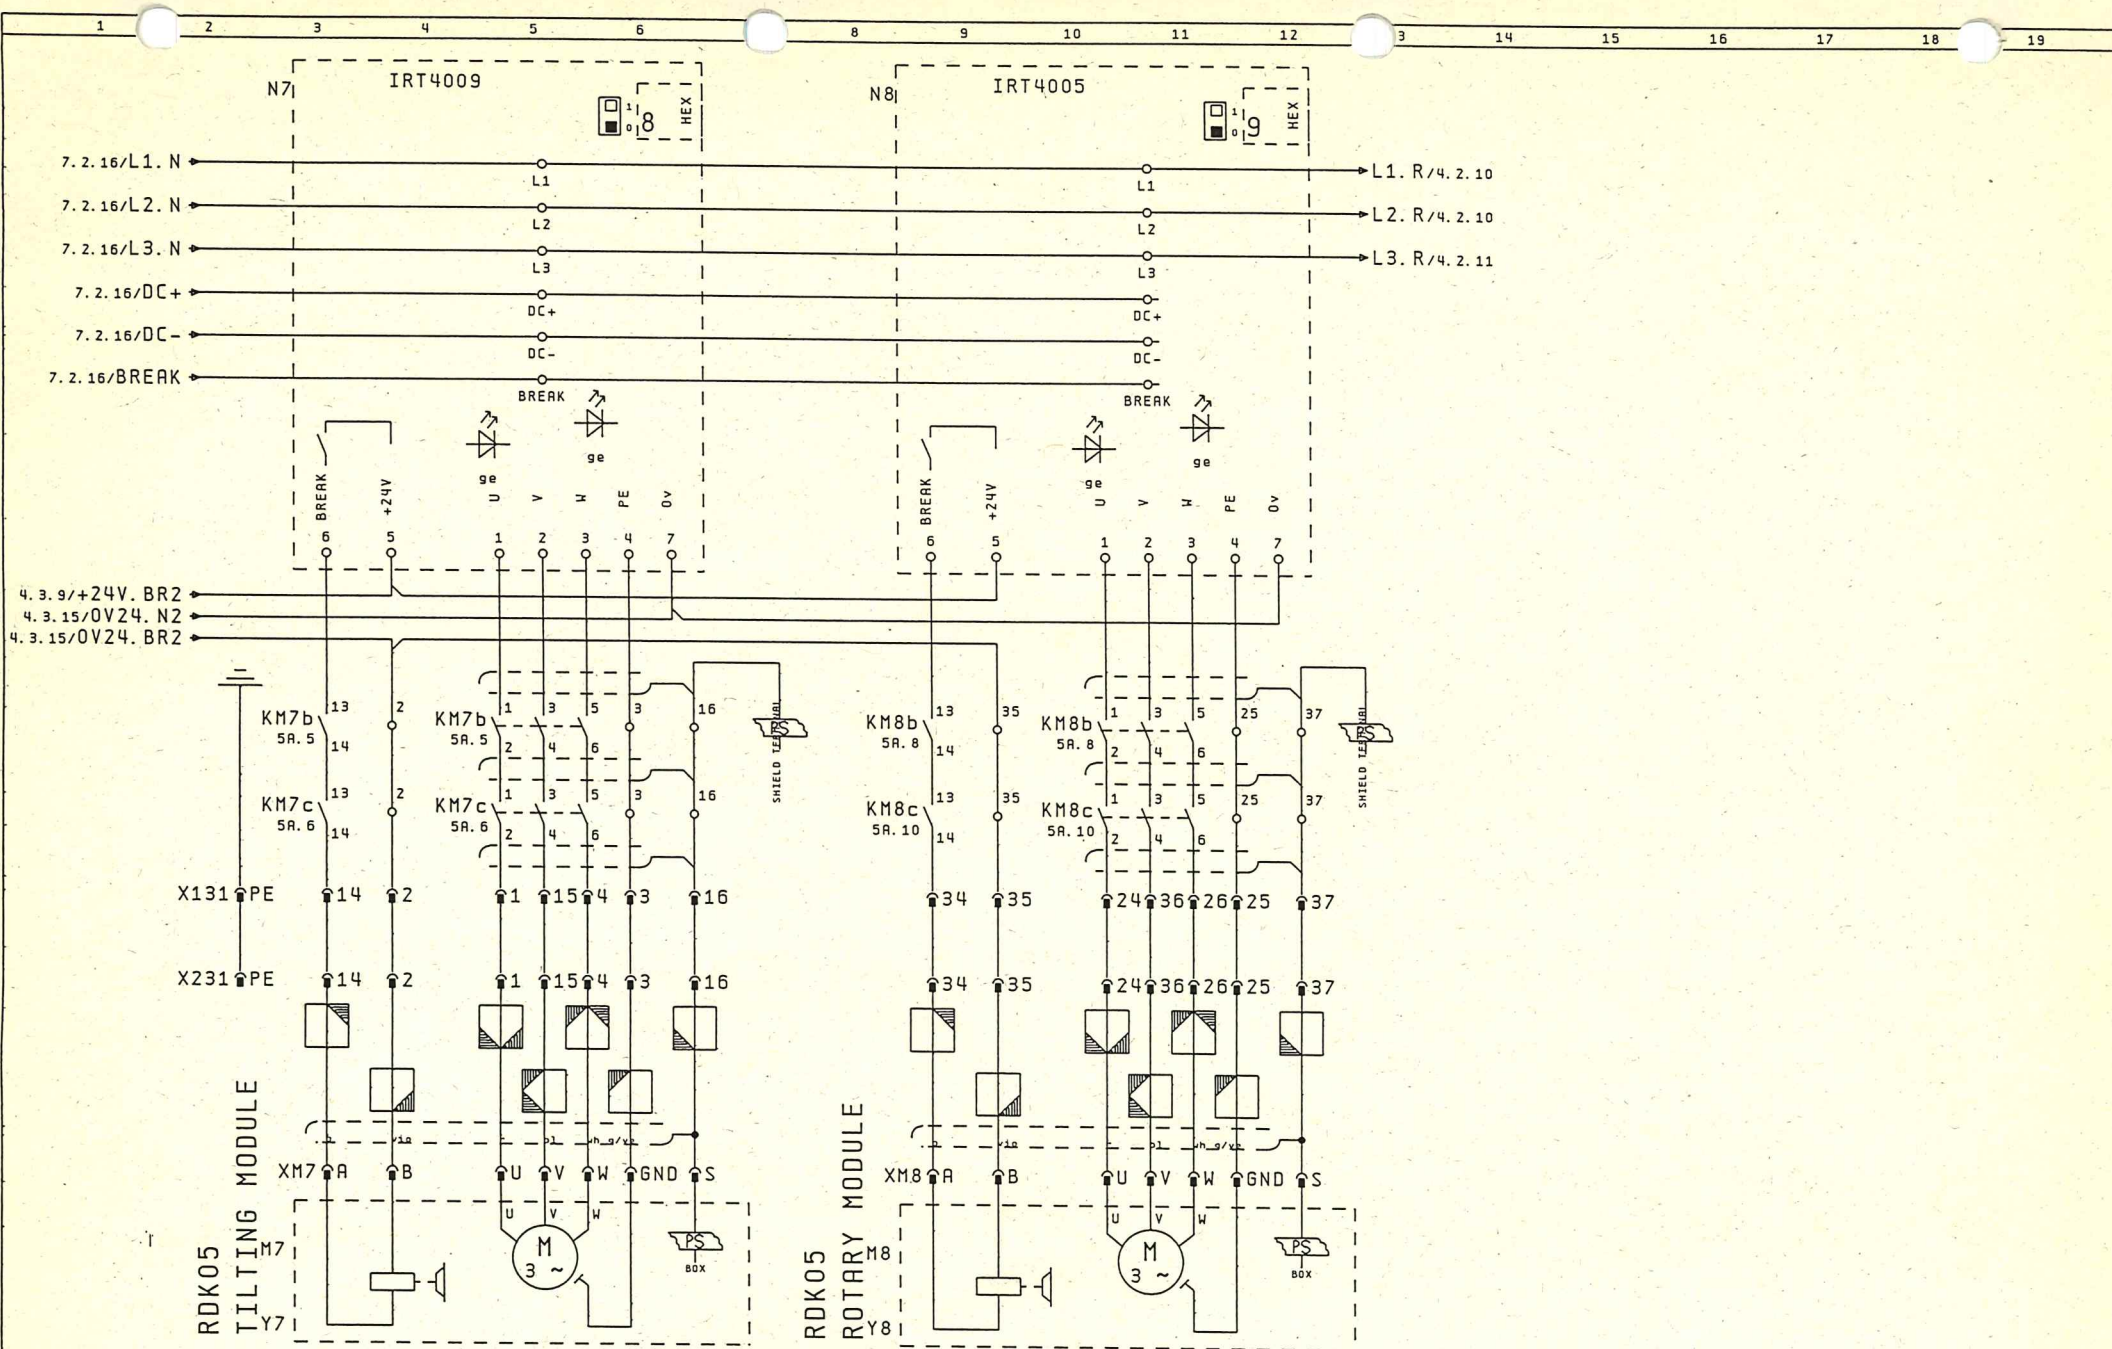 1 2 3 4 5 6 8 9 10 11 12 3 14 15 16 17 18 19
N7 IRT4009 N8 IRT4005
1 0 8 HEX 1 0 9 HEX
7.2.16/L1.N L1 L1 L1.R/4.2.10
7.2.16/L2.N L2 L2 L2.R/4.2.10
7.2.16/L3.N L3 L3 L3.R/4.2.11
7.2.16/DC+ DC+ DC+
7.2.16/DC- DC- DC-
7.2.16/BREAK BREAK BREAK
ge ge ge ge
BREAK +24V U V W PE 0v BREAK +24V U V W PE 0v
6 5 1 2 3 4 7 6 5 1 2 3 4 7
4.3.9/+24V.BR2
4.3.15/0V24.N2
4.3.15/0V24.BR2
KM7b 13 2 KM7b 1 3 5 3 16 KM8b 13 35 KM8b 1 3 5 25 37
5A.5 14 5A.5 2 4 6 5A.8 14 5A.8 2 4 6
SHIELD SHIELD
KM7c 13 2 KM7c 1 3 5 3 16 KM8c 13 35 KM8c 1 3 5 25 37
5A.6 14 5A.6 2 4 6 5A.10 14 5A.10 2 4 6
X131 PE 14 2 1 15 4 3 16 34 35 24 36 26 25 37
X231 PE 14 2 1 15 4 3 16 34 35 24 36 26 25 37
XM7 A B U V W GND S XM8 A B U V W GND S
U V W U V W
RDK05
TILTING MODULE
M7 M PS M8 M PS
3 ~ BOX 3 ~ BOX
RDK05
ROTARY MODULE
Y7 Y8